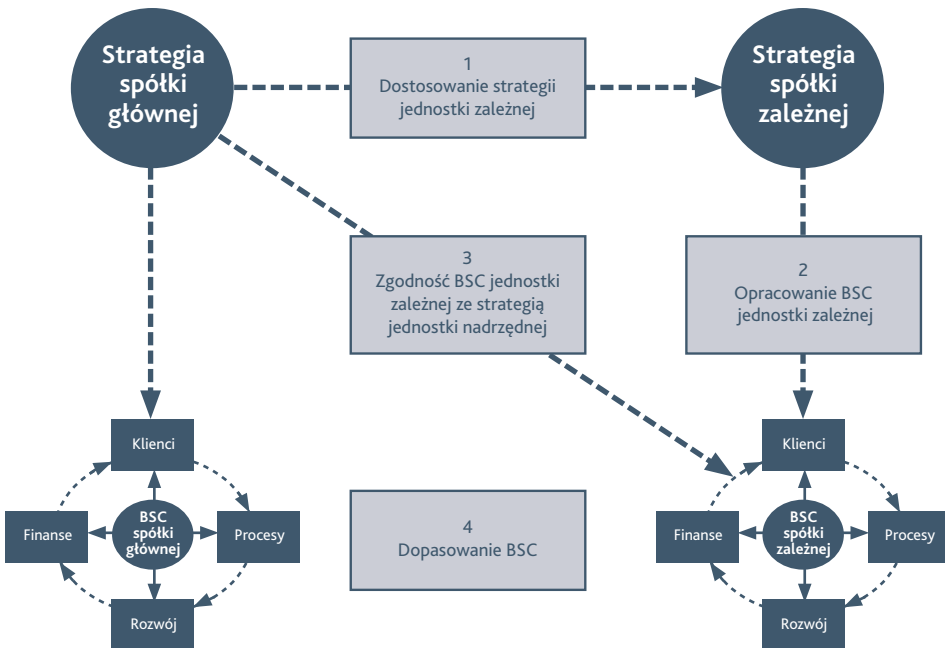 Strategia
spółki
głównej
1
Dostosowanie strategii
jednostki zależnej
Strategia
spółki
zależnej
3
Zgodność BSC jednostki
zależnej ze strategią
jednostki nadrzędnej
2
Opracowanie BSC
jednostki zależnej
Klienci
Finanse
BSC
spółki
głównej
Procesy
Rozwój
4
Dopasowanie BSC
Klienci
Finanse
BSC
spółki
zależnej
Procesy
Rozwój